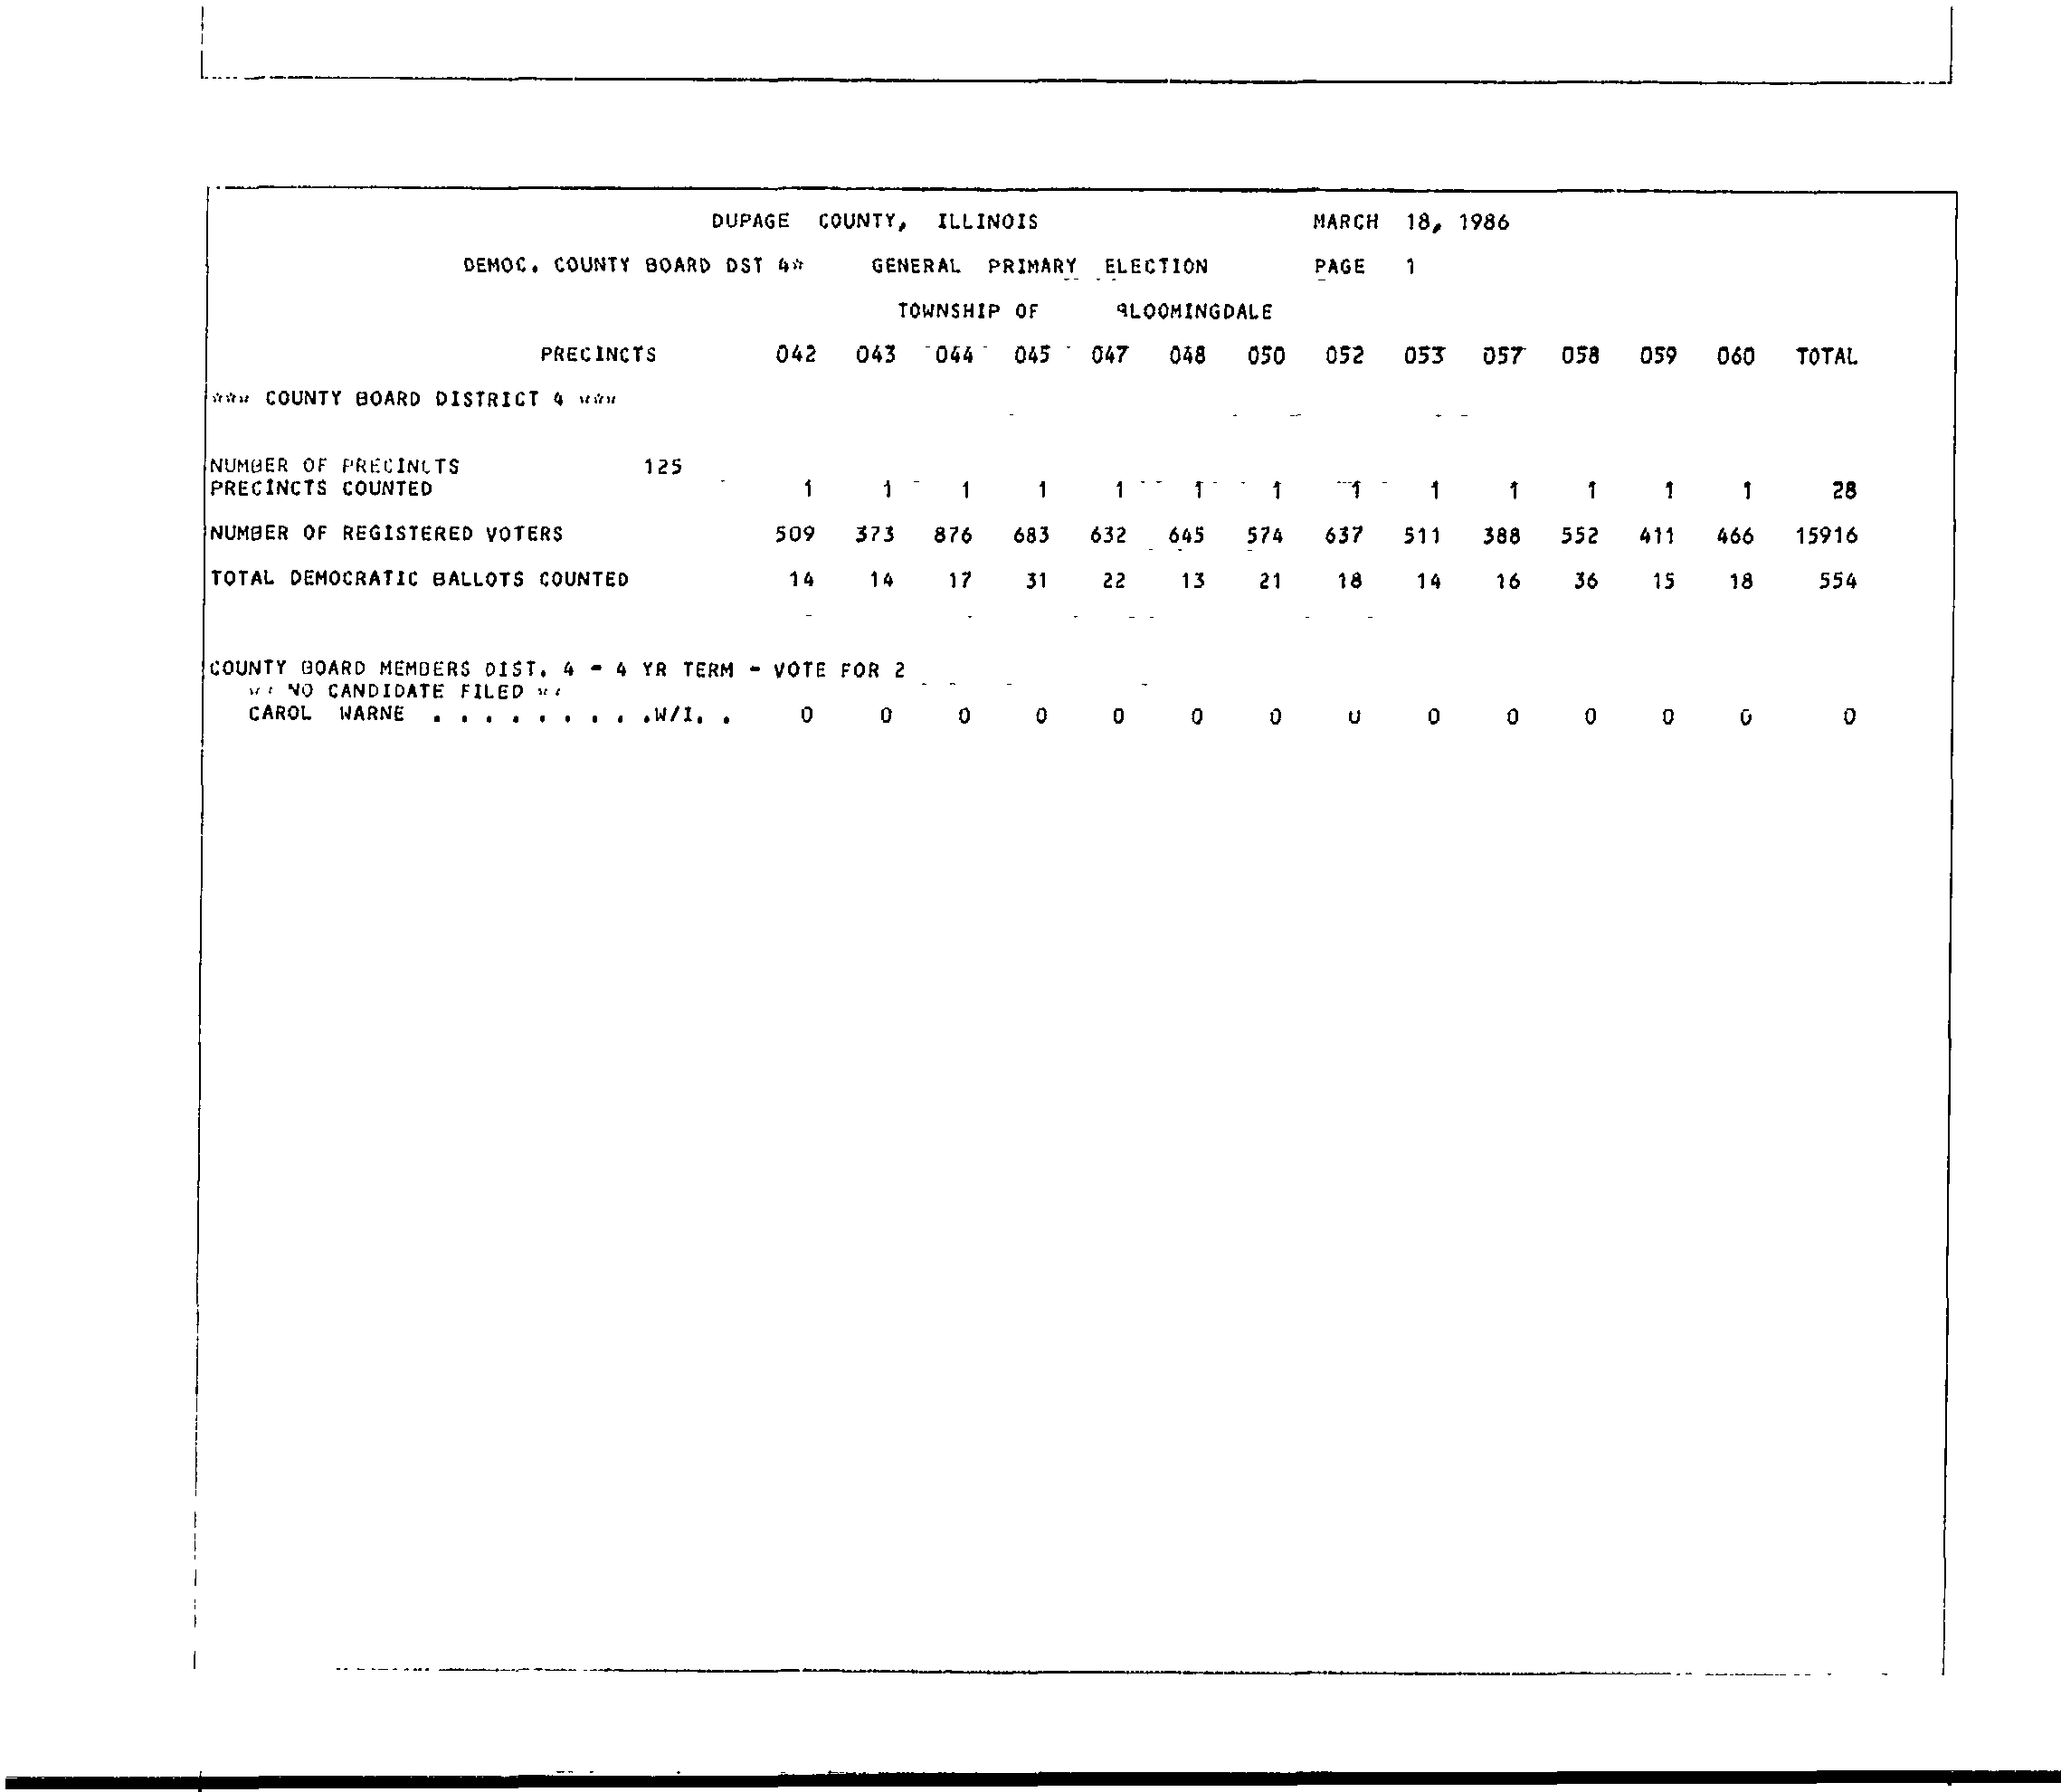 DUPAGE COUNTY, ILLINOIS MARCH 18, 1986
DEMOC. COUNTY BOARD DST 4* GENERAL PRIMARY ELECTION PAGE 1
TOWNSHIP OF BLOOMINGDALE
PRECINCTS 042 043 044 045 047 048 050 052 053 057 058 059 060 TOTAL
*** COUNTY BOARD DISTRICT 4 ***
NUMBER OF PRECINCTS 125
PRECINCTS COUNTED 1 1 1 1 1 1 1 1 1 1 1 1 1 28
NUMBER OF REGISTERED VOTERS 509 373 876 683 632 645 574 637 511 388 552 411 466 15916
TOTAL DEMOCRATIC BALLOTS COUNTED 14 14 17 31 22 13 21 18 14 16 36 15 18 554
COUNTY BOARD MEMBERS DIST. 4 - 4 YR TERM - VOTE FOR 2
** NO CANDIDATE FILED **
CAROL WARNE . . . . . . . . .W/I. . 0 0 0 0 0 0 0 0 0 0 0 0 0 0